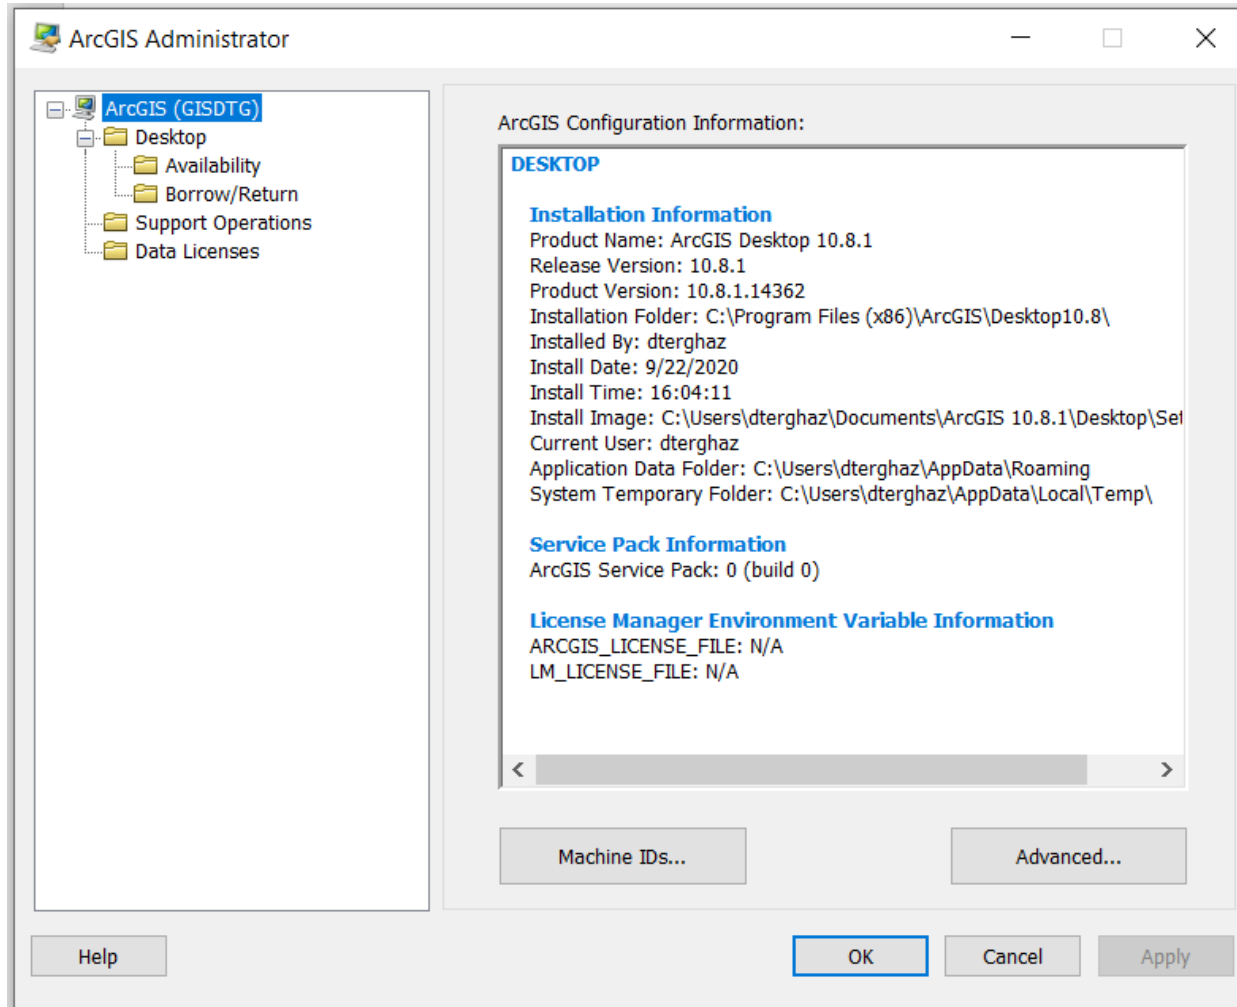 ArcGIS Administrator
ArcGIS (GISDTG)
Desktop
Availability
Borrow/Return
Support Operations
Data Licenses
ArcGIS Configuration Information:
DESKTOP
Installation Information
Product Name: ArcGIS Desktop 10.8.1
Release Version: 10.8.1
Product Version: 10.8.1.14362
Installation Folder: C:\Program Files (x86)\ArcGIS\Desktop10.8\
Installed By: dterghaz
Install Date: 9/22/2020
Install Time: 16:04:11
Install Image: C:\Users\dterghaz\Documents\ArcGIS 10.8.1\Desktop\Set
Current User: dterghaz
Application Data Folder: C:\Users\dterghaz\AppData\Roaming
System Temporary Folder: C:\Users\dterghaz\AppData\Local\Temp\
Service Pack Information
ArcGIS Service Pack: 0 (build 0)
License Manager Environment Variable Information
ARCGIS_LICENSE_FILE: N/A
LM_LICENSE_FILE: N/A
Machine IDs...
Advanced...
Help
OK
Cancel
Apply